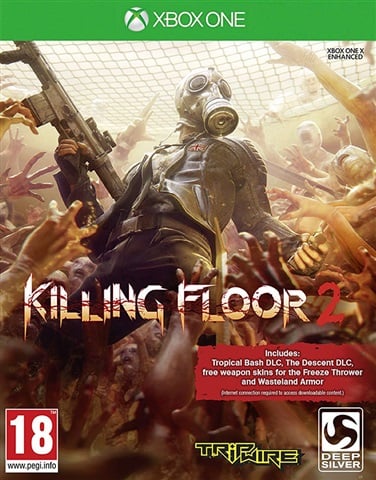 XBOX ONE
XBOX ONE X
ENHANCED
KILLING FLOOR 2
Includes:
Tropical Bash DLC, The Descent DLC,
free weapon skins for the Freeze Thrower
and Wasteland Armor
(Internet connection required to access downloadable content.)
18
www.pegi.info
TRIPWIRE
DEEP
SILVER